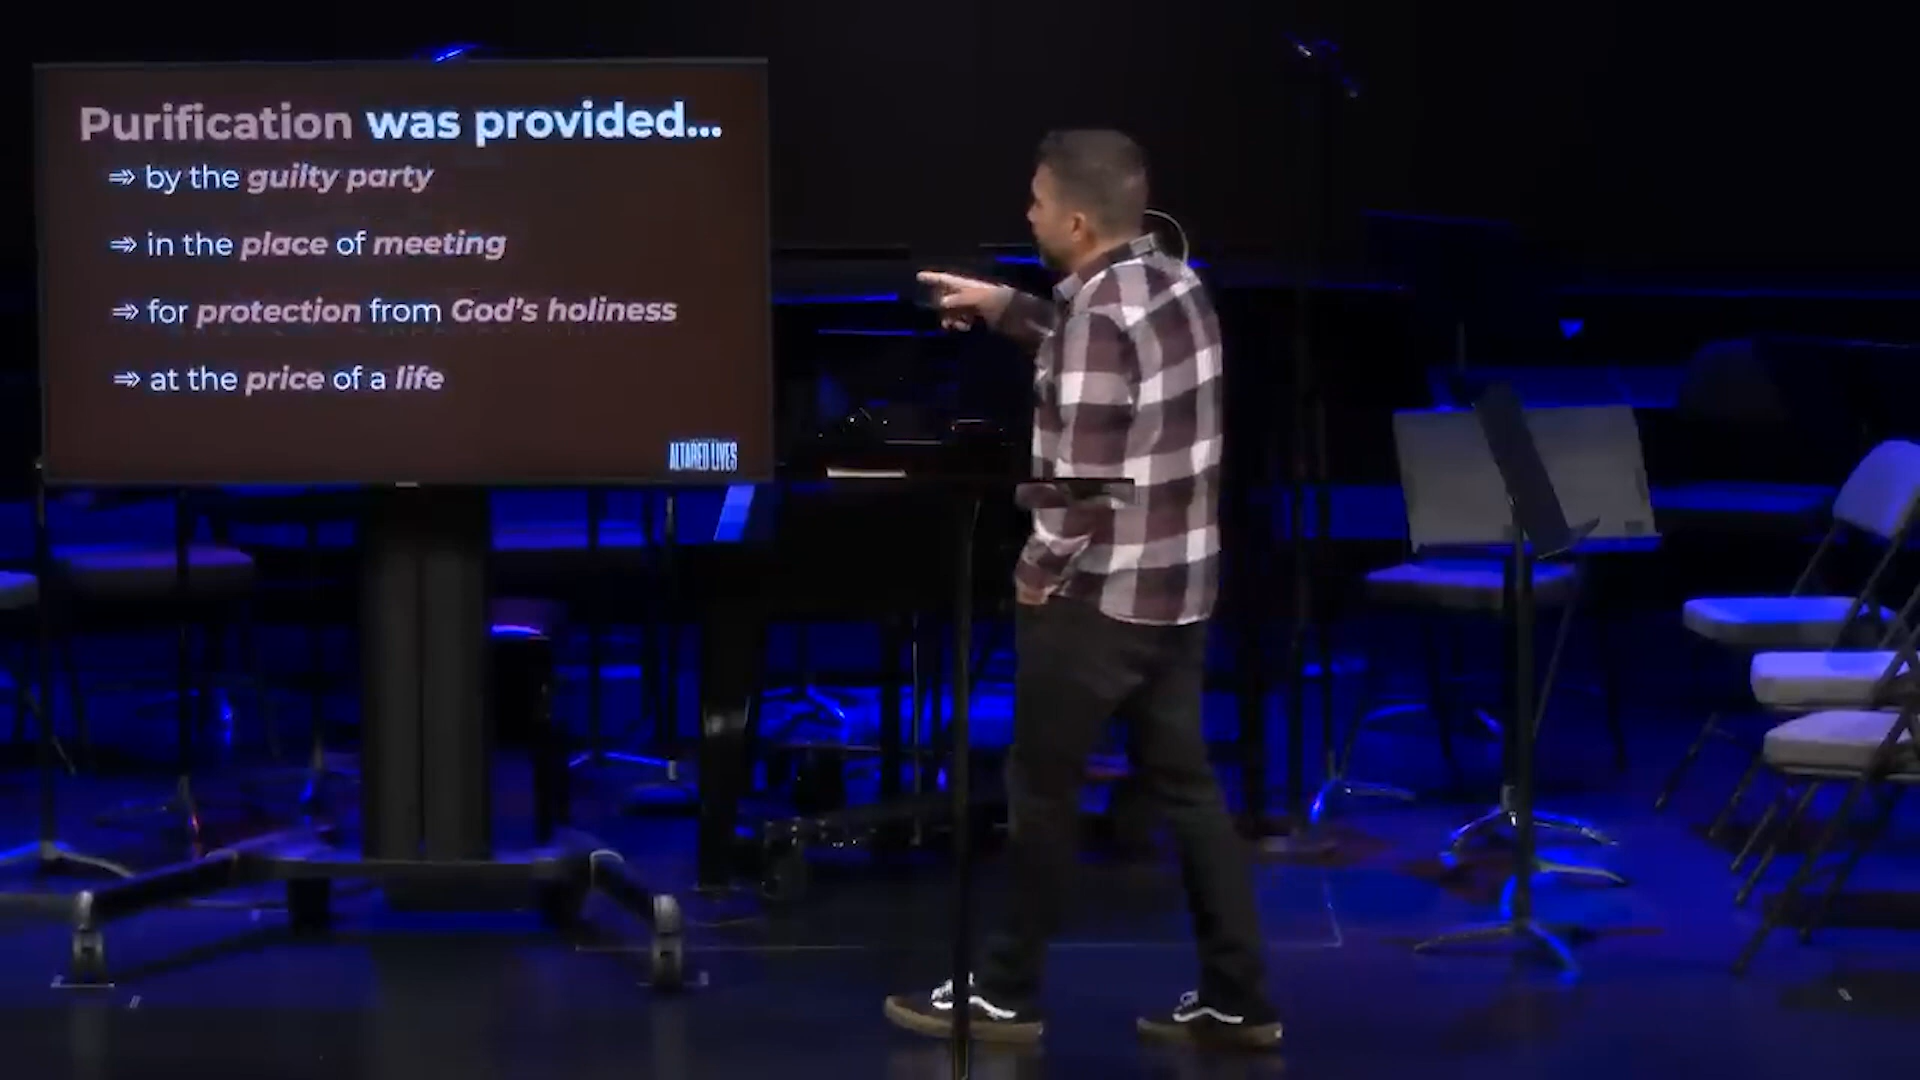 Purification was provided...
⇒ by the guilty party
⇒ in the place of meeting
⇒ for protection from God's holiness
⇒ at the price of a life
ALTARED LIVES